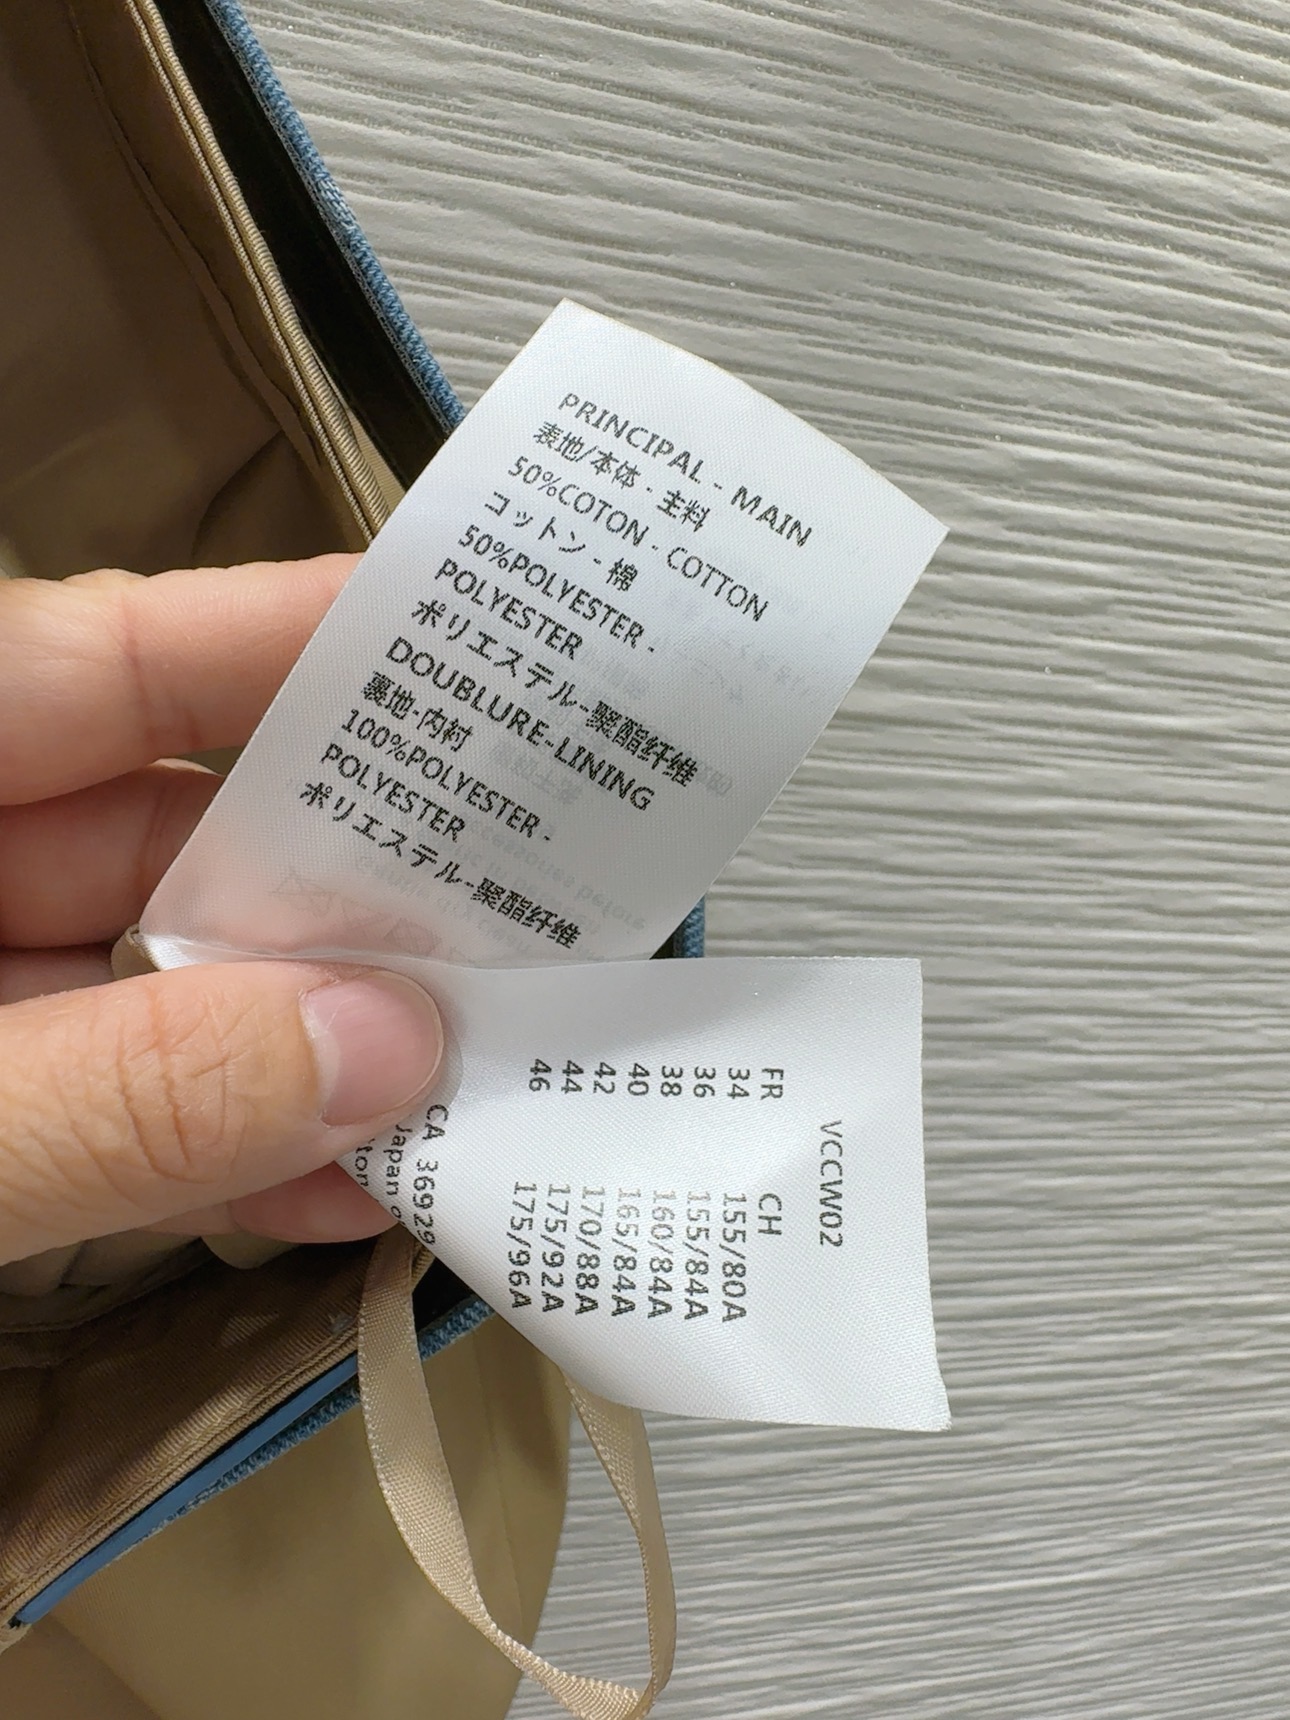 PRINCIPAL - MAIN
表地/本体 - 主料
50%COTON - COTTON
コットン - 棉
50%POLYESTER -
POLYESTER
ポリエステル-聚酯纤维
DOUBLURE-LINING
裏地-内衬
100%POLYESTER -
POLYESTER
ポリエステル-聚酯纤维
VCCW02
FR CH
34 155/80A
36 155/84A
38 160/84A
40 165/84A
42 170/88A
44 175/92A
46 175/96A
CA 36929
Japan